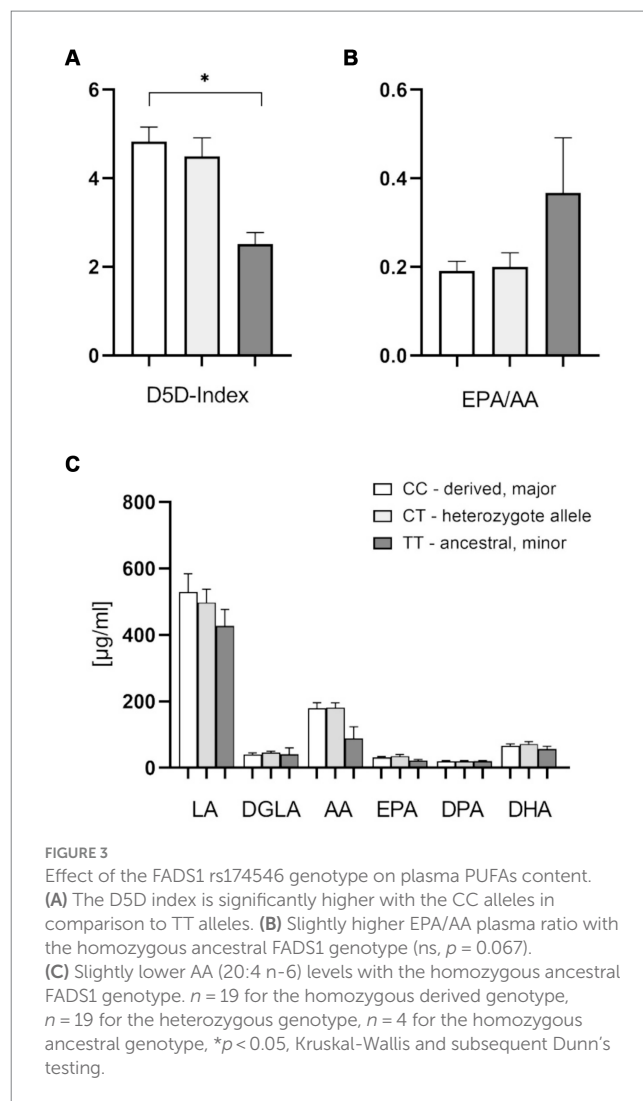 A
B
*
6
4
2
0
D5D-Index
0.6
0.4
0.2
0.0
EPA/AA
C
CC - derived, major
CT - heterozygote allele
TT - ancestral, minor
800
600
400
200
0
[µg/ml]
LA DGLA AA EPA DPA DHA
FIGURE 3
Effect of the FADS1 rs174546 genotype on plasma PUFAs content.
(A) The D5D index is significantly higher with the CC alleles in
comparison to TT alleles. (B) Slightly higher EPA/AA plasma ratio with
the homozygous ancestral FADS1 genotype (ns, p = 0.067).
(C) Slightly lower AA (20:4 n-6) levels with the homozygous ancestral
FADS1 genotype. n = 19 for the homozygous derived genotype,
n = 19 for the heterozygous genotype, n = 4 for the homozygous
ancestral genotype, *p < 0.05, Kruskal-Wallis and subsequent Dunn's
testing.